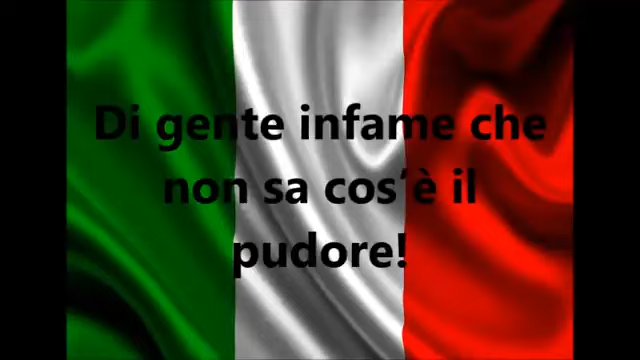 Di gente infame che
non sa cos’è il
pudore!